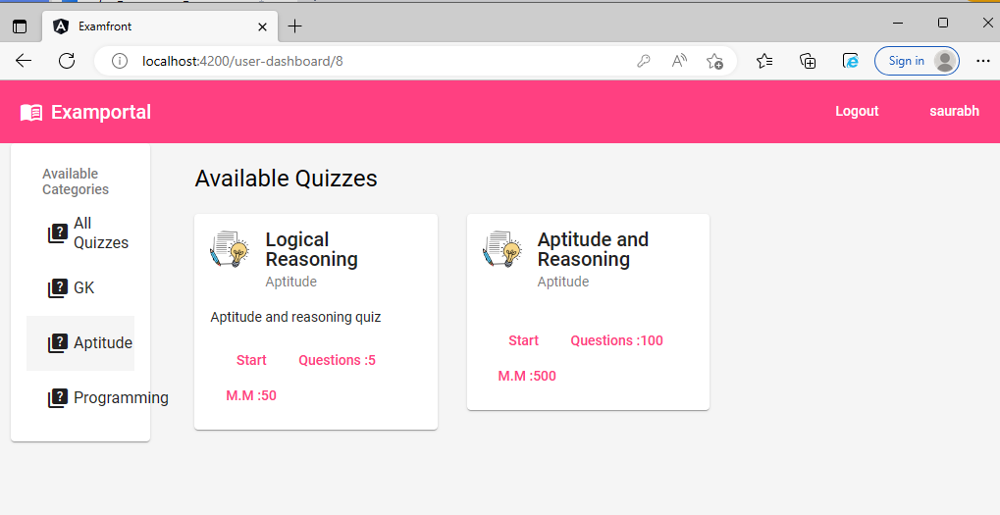 Examfront
localhost:4200/user-dashboard/8
Sign in
Examportal
Logout
saurabh
Available
Categories
All
Quizzes
GK
Aptitude
Programming
Available Quizzes
Logical
Reasoning
Aptitude
Aptitude and reasoning quiz
Start
Questions :5
M.M :50
Aptitude and
Reasoning
Aptitude
Start
Questions :100
M.M :500